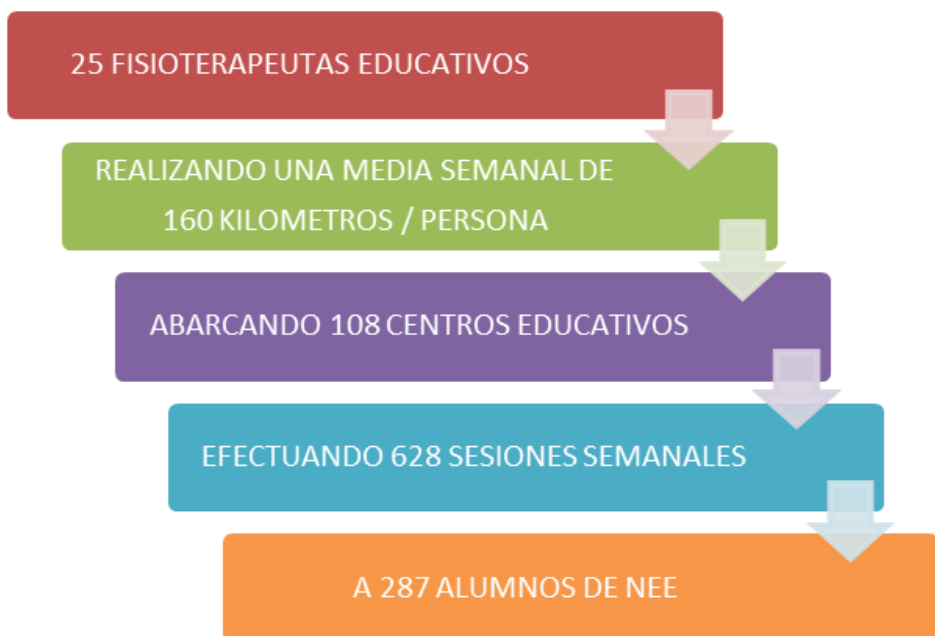 25 FISIOTERAPEUTAS EDUCATIVOS
REALIZANDO UNA MEDIA SEMANAL DE
160 KILOMETROS / PERSONA
ABARCANDO 108 CENTROS EDUCATIVOS
EFECTUANDO 628 SESIONES SEMANALES
A 287 ALUMNOS DE NEE